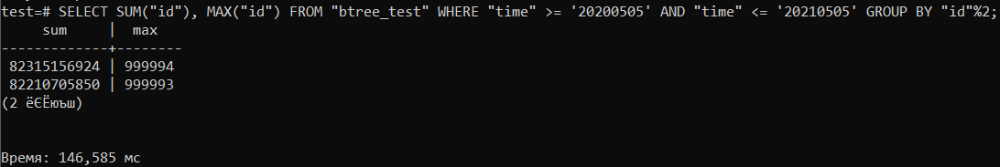 test=# SELECT SUM("id"), MAX("id") FROM "btree_test" WHERE "time" >= '20200505' AND "time" <= '20210505' GROUP BY "id"%2;
     sum     |  max
-------------+--------
 82315156924 | 999994
 82210705850 | 999993
(2 ёЄЁюъш)
Время: 146,585 мс